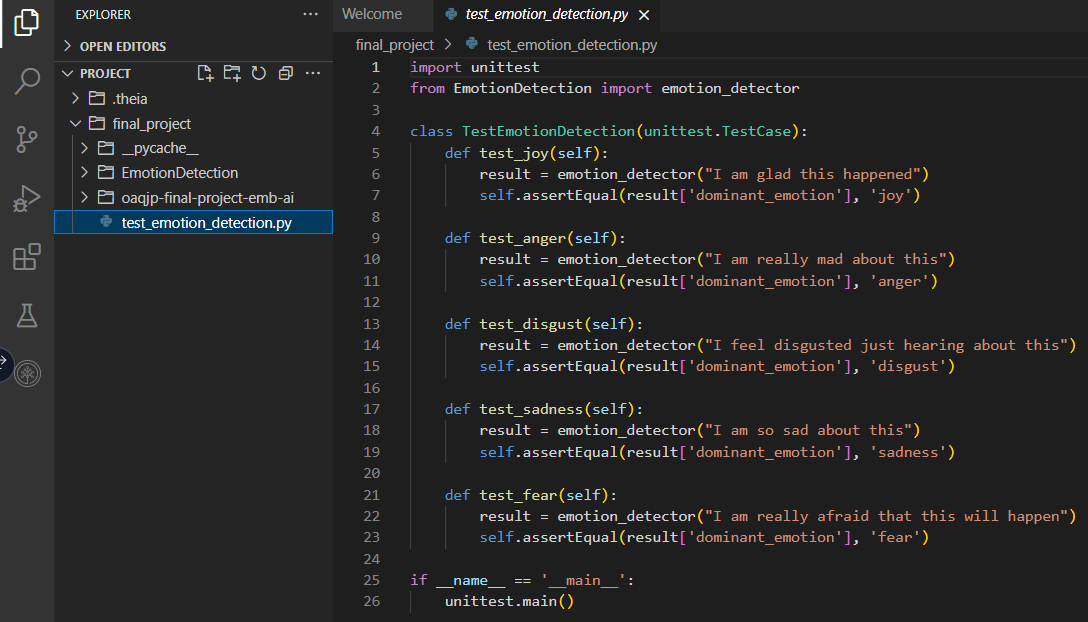 EXPLORER
OPEN EDITORS
PROJECT
.theia
final_project
__pycache__
EmotionDetection
oaqjp-final-project-emb-ai
test_emotion_detection.py
Welcome
test_emotion_detection.py
final_project > test_emotion_detection.py
1 import unittest
2 from EmotionDetection import emotion_detector
3
4 class TestEmotionDetection(unittest.TestCase):
5     def test_joy(self):
6         result = emotion_detector("I am glad this happened")
7         self.assertEqual(result['dominant_emotion'], 'joy')
8
9     def test_anger(self):
10         result = emotion_detector("I am really mad about this")
11         self.assertEqual(result['dominant_emotion'], 'anger')
12
13     def test_disgust(self):
14         result = emotion_detector("I feel disgusted just hearing about this")
15         self.assertEqual(result['dominant_emotion'], 'disgust')
16
17     def test_sadness(self):
18         result = emotion_detector("I am so sad about this")
19         self.assertEqual(result['dominant_emotion'], 'sadness')
20
21     def test_fear(self):
22         result = emotion_detector("I am really afraid that this will happen")
23         self.assertEqual(result['dominant_emotion'], 'fear')
24
25 if __name__ == '__main__':
26     unittest.main()